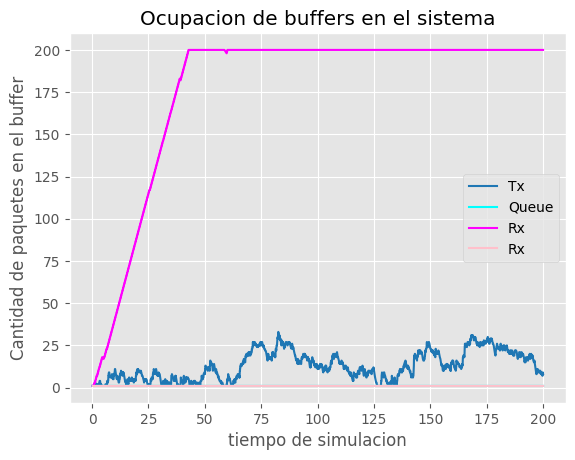 Ocupacion de buffers en el sistema
Cantidad de paquetes en el buffer
200
175
150
125
100
75
50
25
0
Tx
Queue
Rx
Rx
0 25 50 75 100 125 150 175 200
tiempo de simulacion